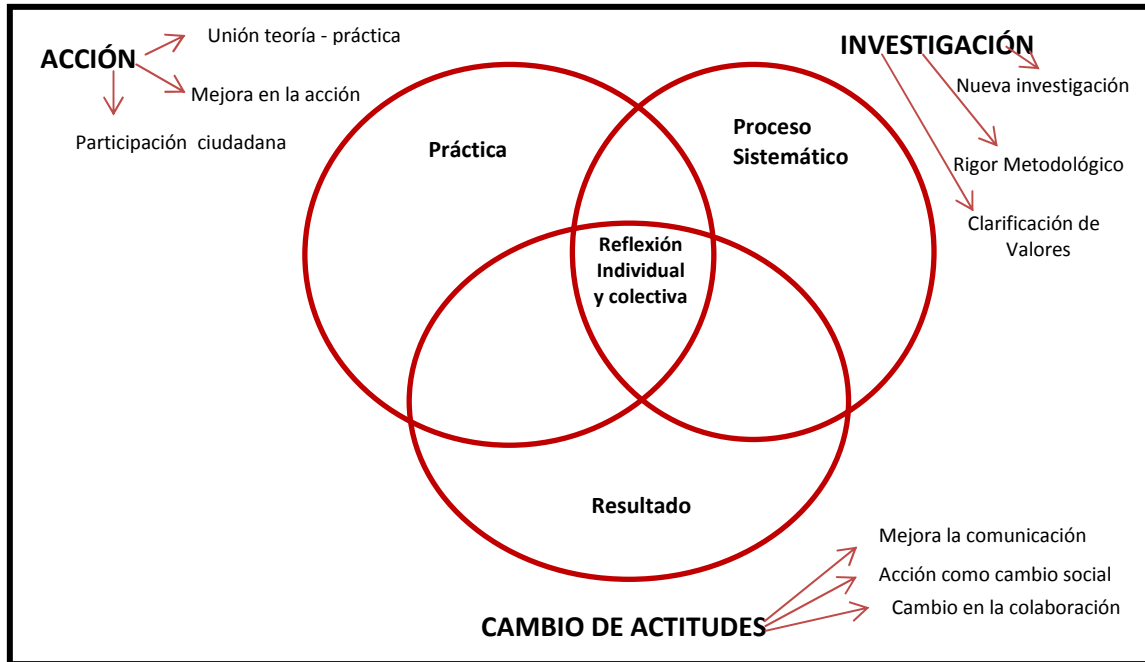 ACCIÓN
Unión teoría - práctica
Mejora en la acción
Participación ciudadana
INVESTIGACIÓN
Nueva investigación
Rigor Metodológico
Clarificación de
Valores
Práctica
Proceso
Sistemático
Reflexión
Individual
y colectiva
Resultado
CAMBIO DE ACTITUDES
Mejora la comunicación
Acción como cambio social
Cambio en la colaboración